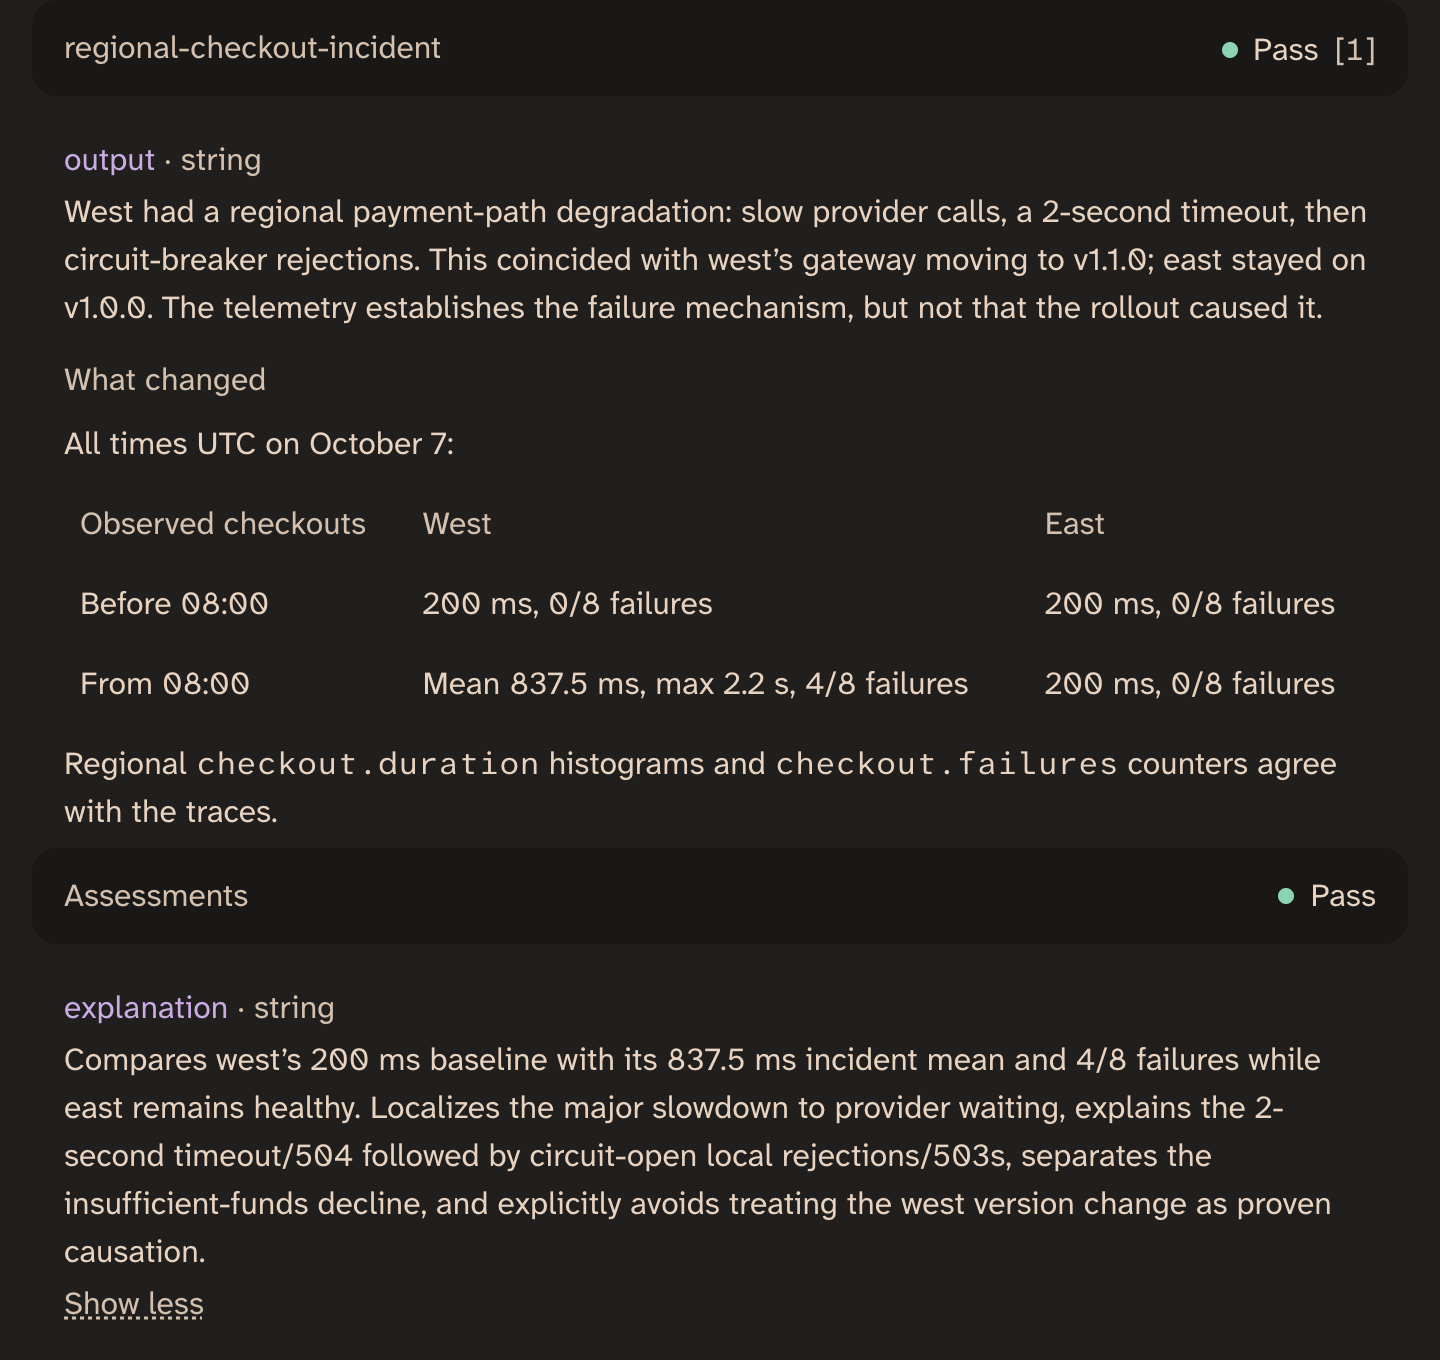 regional-checkout-incident
Pass [1]
output · string
West had a regional payment-path degradation: slow provider calls, a 2-second timeout, then
circuit-breaker rejections. This coincided with west’s gateway moving to v1.1.0; east stayed on
v1.0.0. The telemetry establishes the failure mechanism, but not that the rollout caused it.
What changed
All times UTC on October 7:
Observed checkouts West East
Before 08:00 200 ms, 0/8 failures 200 ms, 0/8 failures
From 08:00 Mean 837.5 ms, max 2.2 s, 4/8 failures 200 ms, 0/8 failures
Regional checkout.duration histograms and checkout.failures counters agree
with the traces.
Assessments
Pass
explanation · string
Compares west’s 200 ms baseline with its 837.5 ms incident mean and 4/8 failures while
east remains healthy. Localizes the major slowdown to provider waiting, explains the 2-
second timeout/504 followed by circuit-open local rejections/503s, separates the
insufficient-funds decline, and explicitly avoids treating the west version change as proven
causation.
Show less